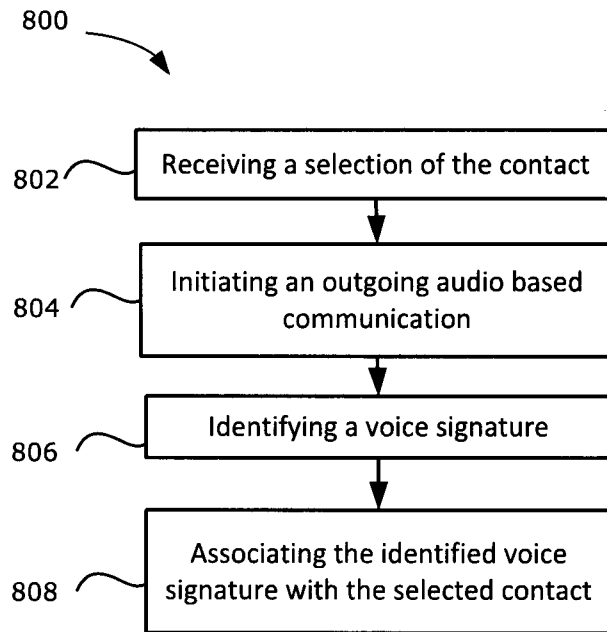 800
802
Receiving a selection of the contact
804
Initiating an outgoing audio based
communication
806
Identifying a voice signature
808
Associating the identified voice
signature with the selected contact